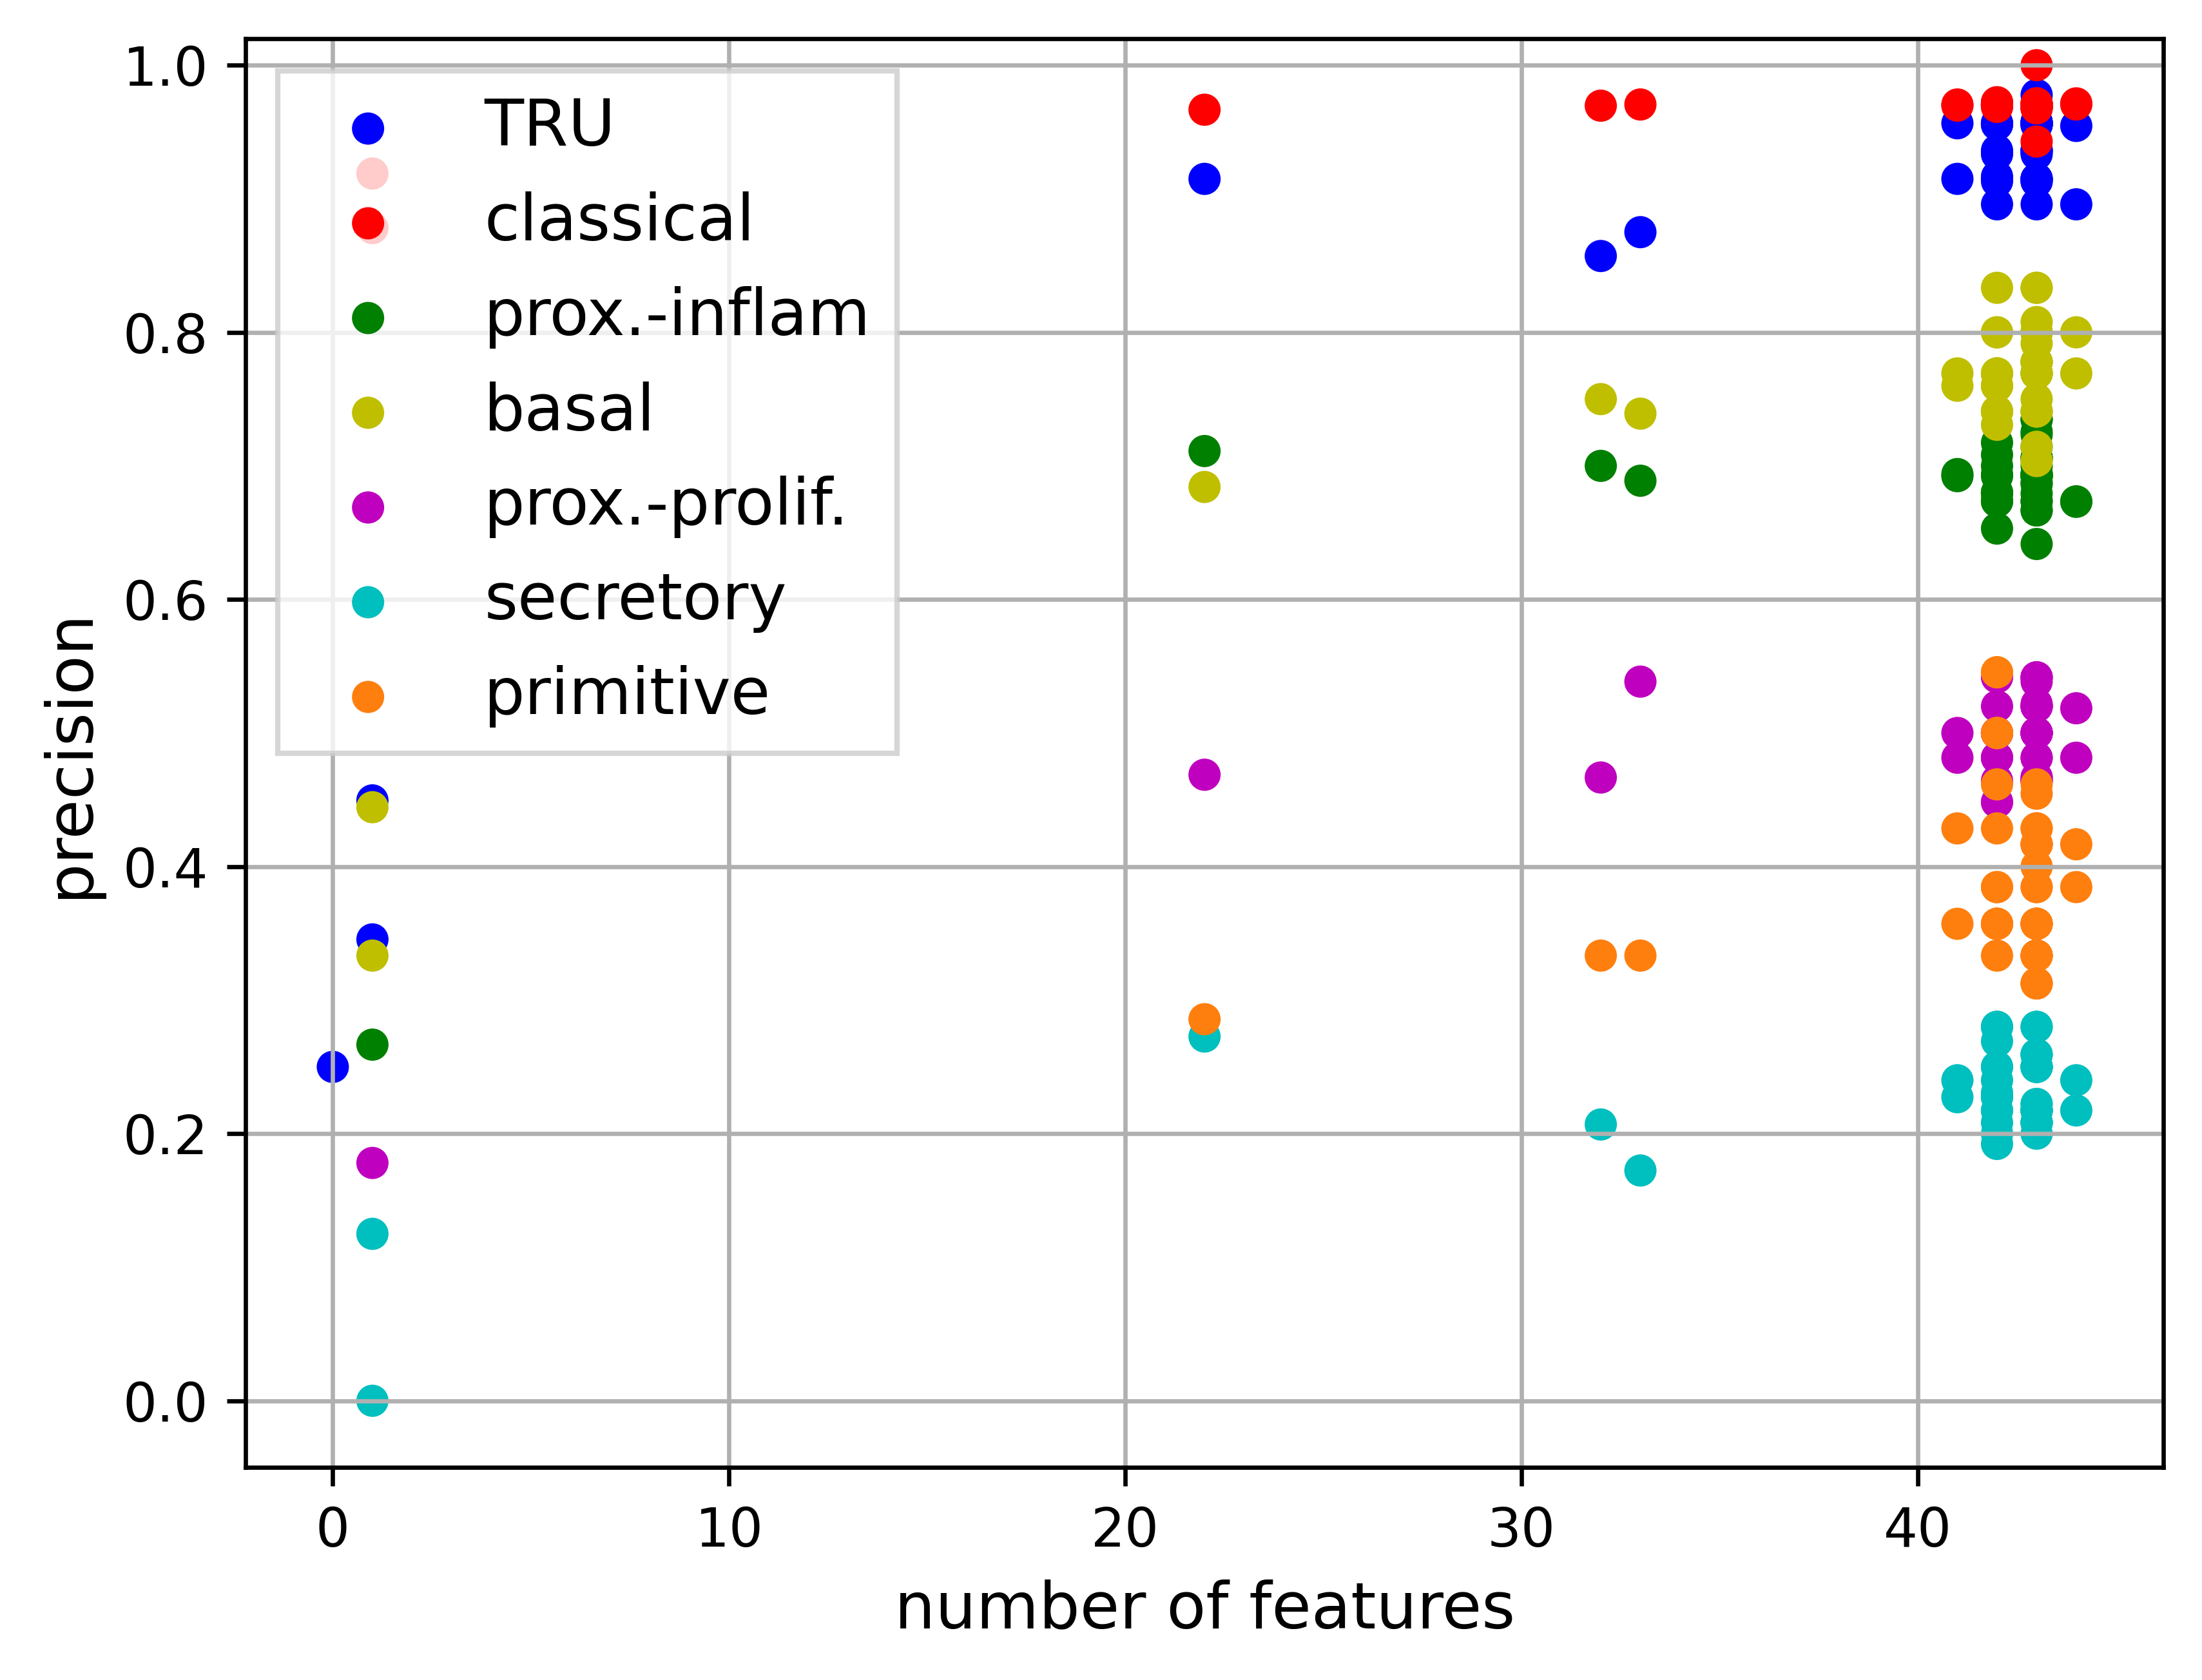 1.0
0.8
0.6
0.4
0.2
0.0
precision
TRU
classical
prox.-inflam
basal
prox.-prolif.
secretory
primitive
0 10 20 30 40
number of features